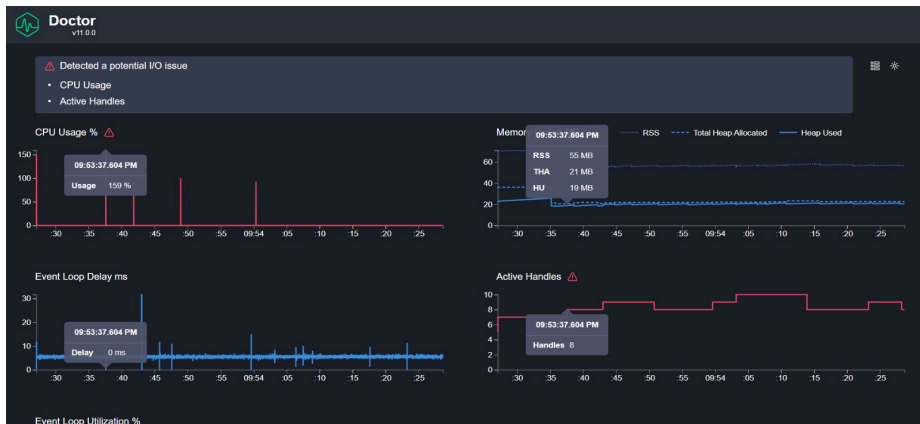 Doctor
v11.0.0
Detected a potential I/O issue
• CPU Usage
• Active Handles
CPU Usage %
150
100
50
0
09:53:37.604 PM
Usage 159 %
:30 :35 :40 :45 :50 :55 09:54 :05 :10 :15 :20 :25
Memor
RSS Total Heap Allocated Heap Used
60
40
20
0
09:53:37.604 PM
RSS 55 MB
THA 21 MB
HU 19 MB
:30 :35 :40 :45 :50 :55 09:54 :05 :10 :15 :20 :25
Event Loop Delay ms
30
20
10
0
09:53:37.604 PM
Delay 0 ms
:30 :35 :40 :45 :50 :55 09:54 :05 :10 :15 :20 :25
Active Handles
10
8
6
4
2
0
09:53:37.604 PM
Handles 8
:30 :35 :40 :45 :50 :55 09:54 :05 :10 :15 :20 :25
Event Loop Utilization %